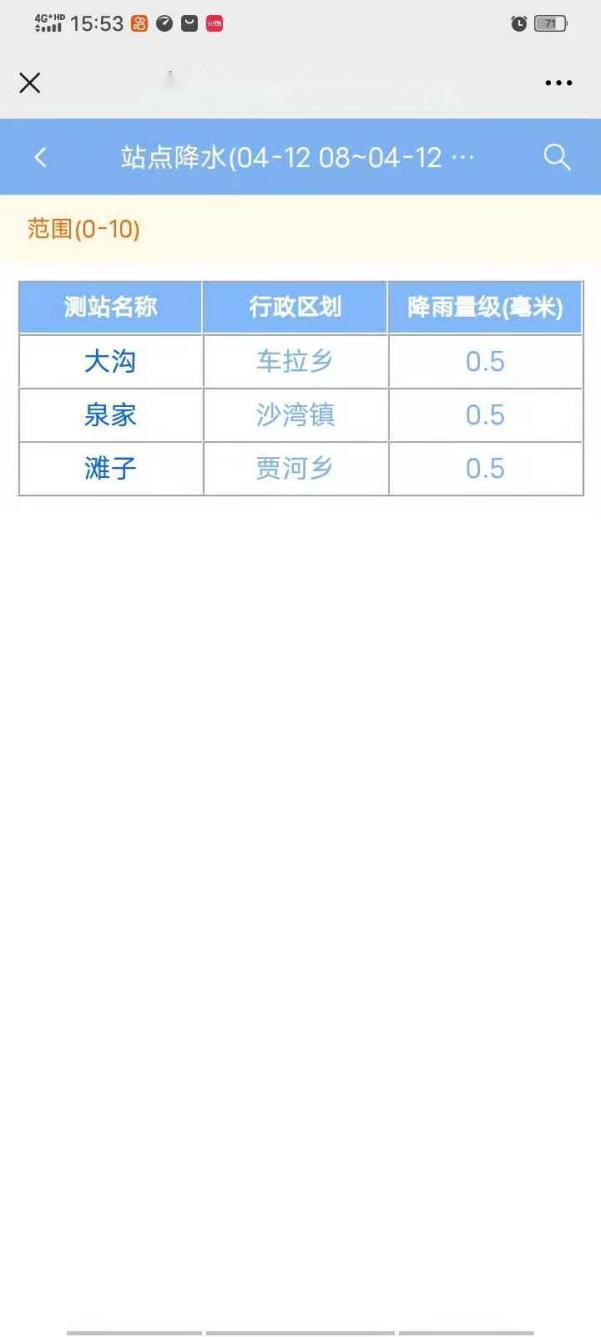 4G+HD 15:53 71
站点降水(04-12 08~04-12 ···
范围(0-10)
测站名称 行政区划 降雨量级(毫米)
大沟 车拉乡 0.5
泉家 沙湾镇 0.5
滩子 贾河乡 0.5